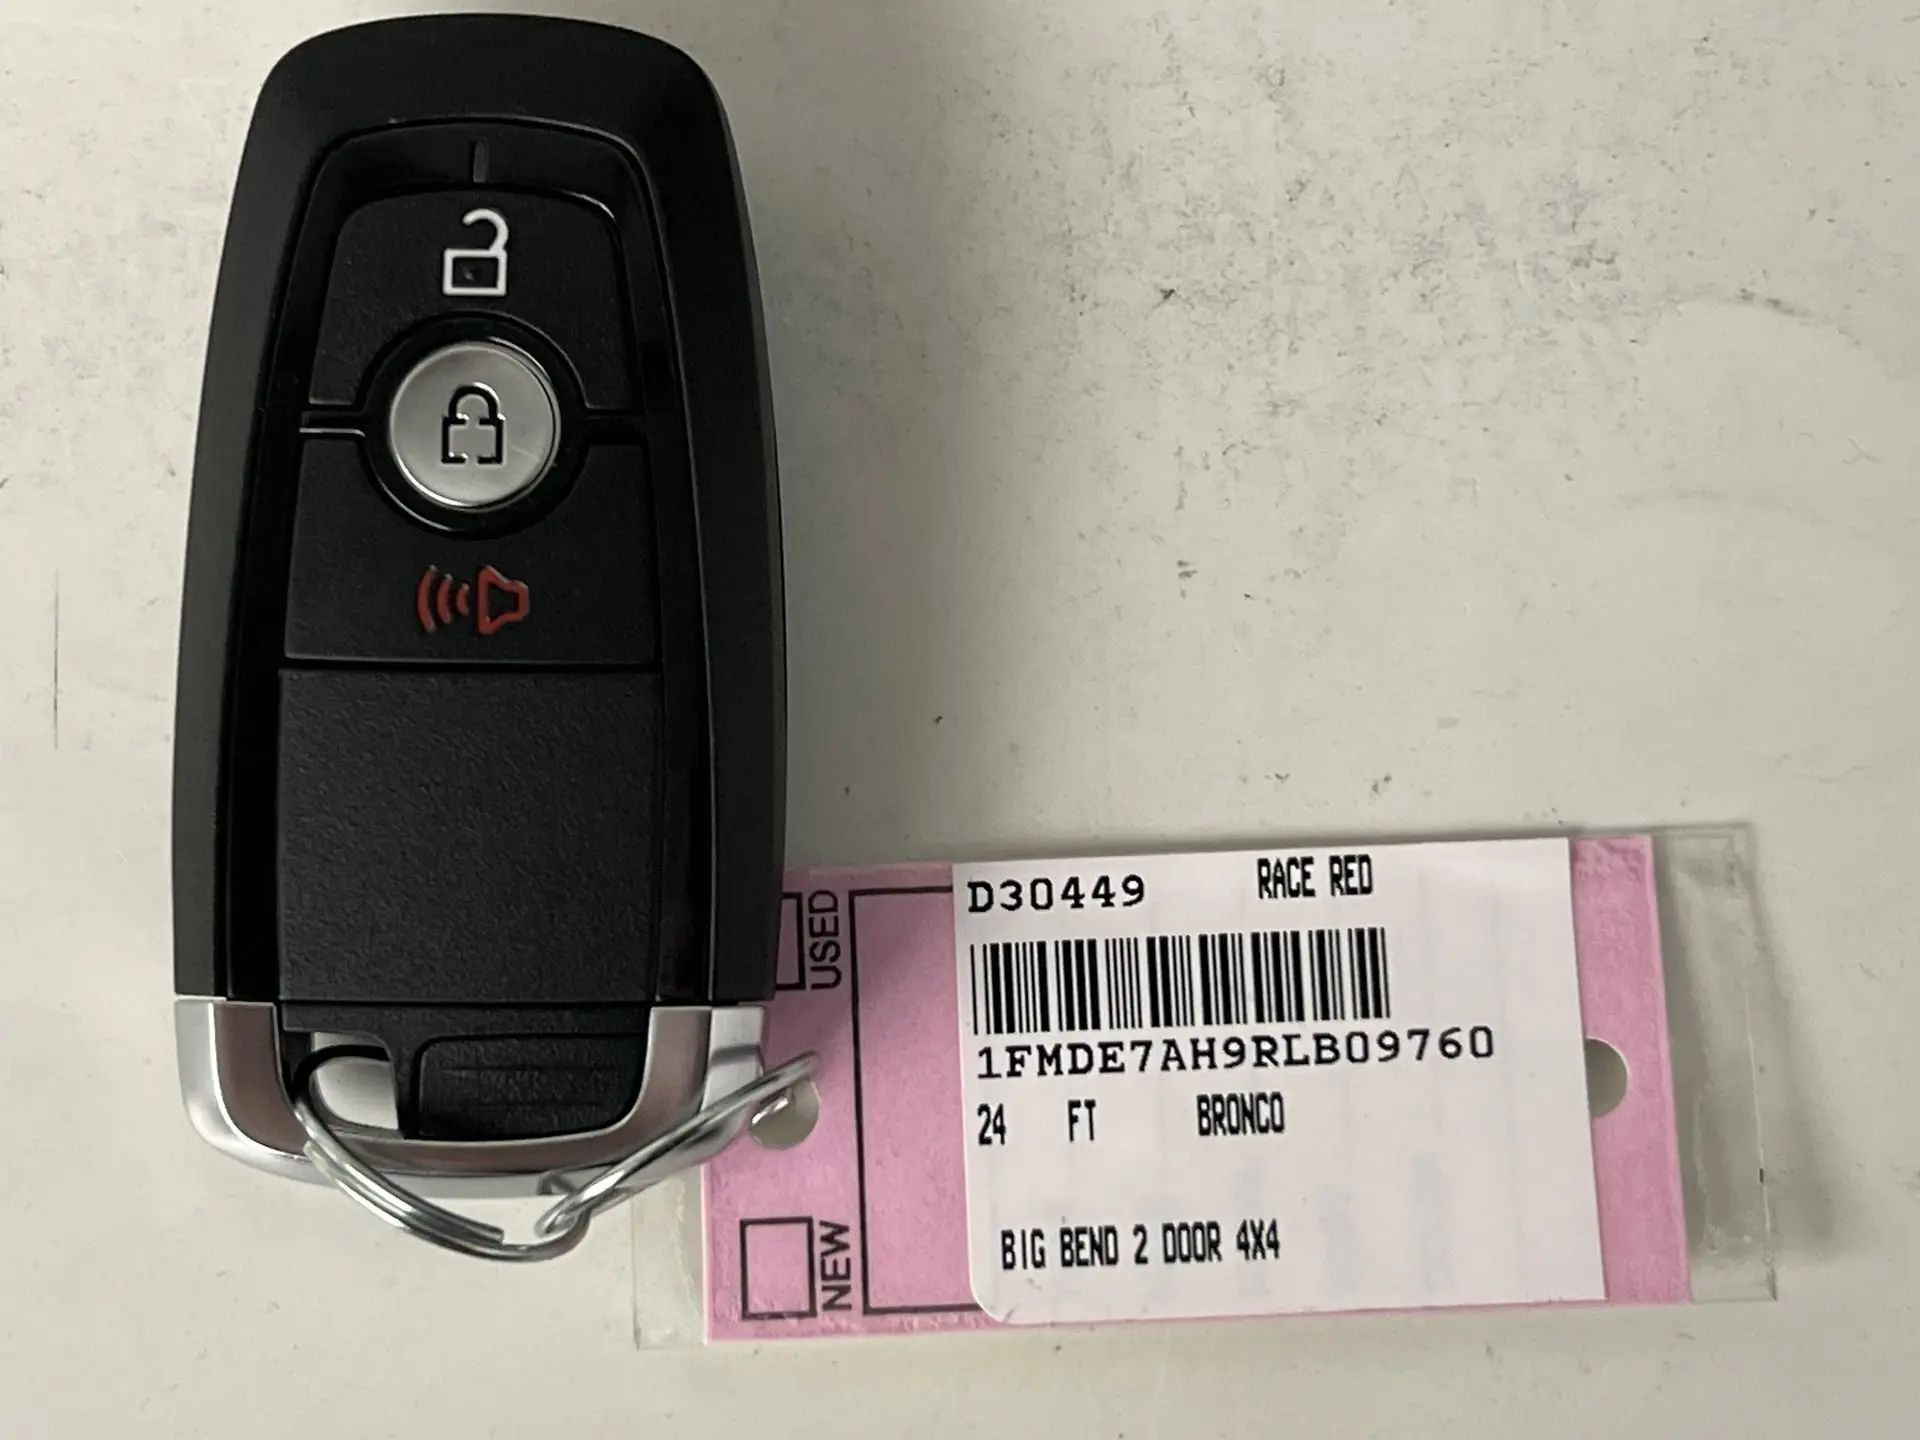 D30449 RACE RED
1FMDE7AH9RLB09760
24 FT BRONCO
BIG BEND 2 DOOR 4X4
USED
NEW